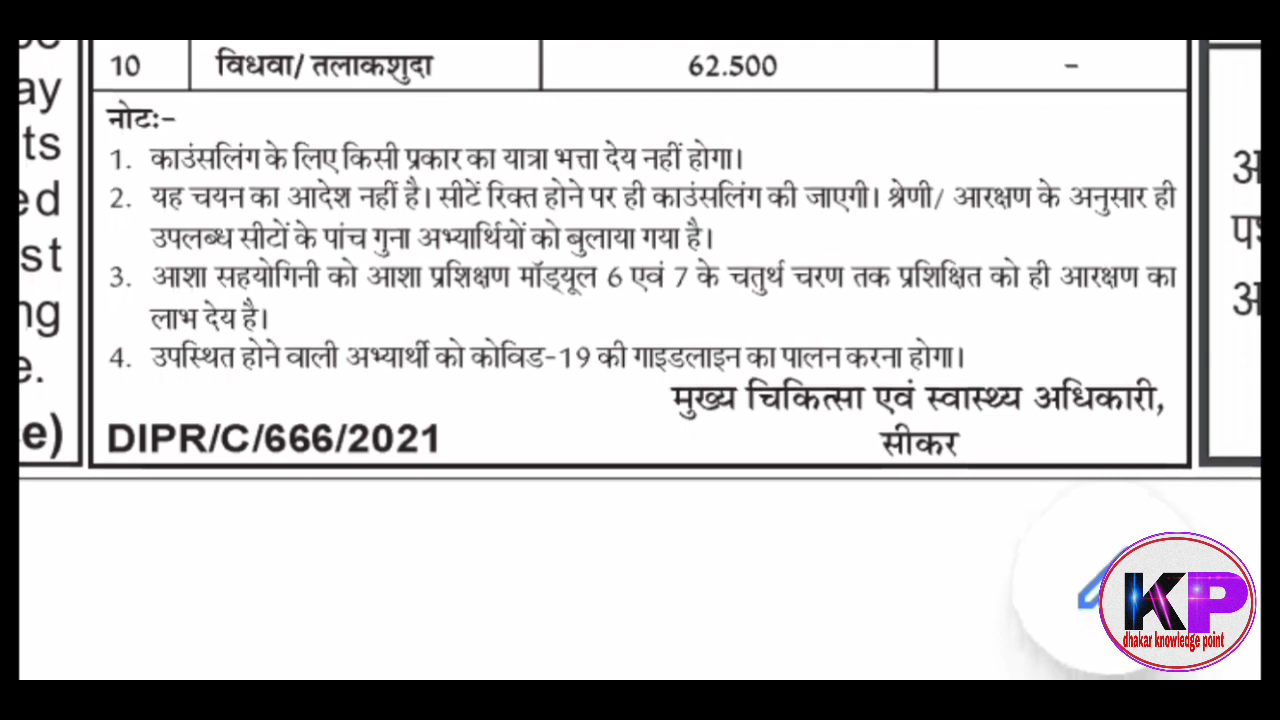 10 विधवा/ तलाकशुदा 62.500 -
नोटः-
1. काउंसलिंग के लिए किसी प्रकार का यात्रा भत्ता देय नहीं होगा।
2. यह चयन का आदेश नहीं है। सीटें रिक्त होने पर ही काउंसलिंग की जाएगी। श्रेणी/ आरक्षण के अनुसार ही
उपलब्ध सीटों के पांच गुना अभ्यार्थियों को बुलाया गया है।
3. आशा सहयोगिनी को आशा प्रशिक्षण मॉड्यूल 6 एवं 7 के चतुर्थ चरण तक प्रशिक्षित को ही आरक्षण का
लाभ देय है।
4. उपस्थित होने वाली अभ्यार्थी को कोविड-19 की गाइडलाइन का पालन करना होगा।
मुख्य चिकित्सा एवं स्वास्थ्य अधिकारी,
DIPR/C/666/2021 सीकर
KP
dhakar knowledge point